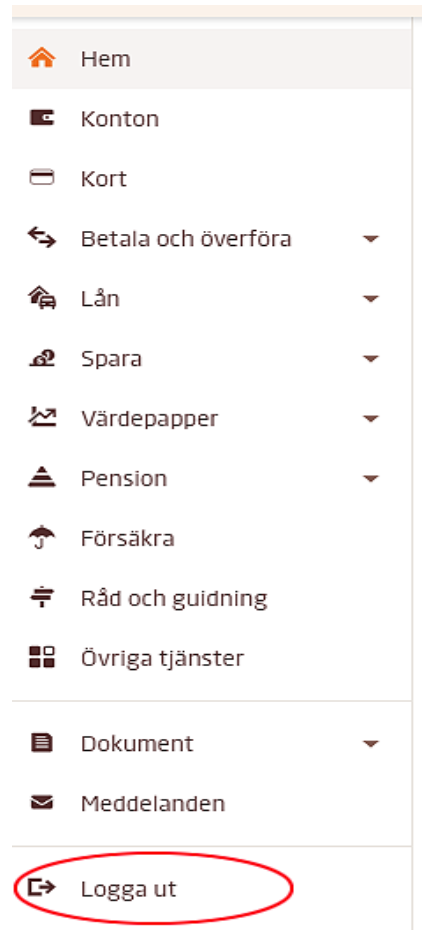 Hem
Konton
Kort
Betala och överföra
Lån
Spara
Värdepapper
Pension
Försäkra
Råd och guidning
Övriga tjänster
Dokument
Meddelanden
Logga ut